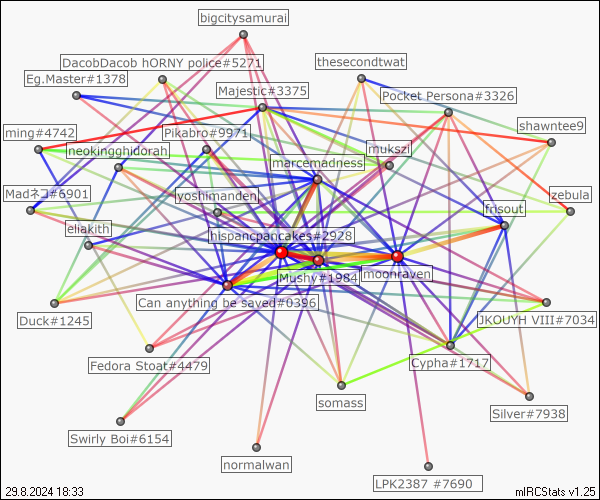 bigcitysamurai
DacobDacob hORNY police#5271
thesecondtwat
Eg.Master#1378
Majestic#3375
Pocket Persona#3326
ming#4742
Pikabro#9971
shawntee9
neokingghidorah
marcemadness
mukszi
Madネコ#6901
yoshimanden
zebula
frisout
eliakith
hispancpancakes#2928
Mushy#1984
moonraven
Can anything be saved#0396
Duck#1245
JKOUYH VIII#7034
Fedora Stoat#4479
Cypha#1717
somass
Silver#7938
Swirly Boi#6154
normalwan
LPK2387 #7690
29.8.2024 18:33
mIRCStats v1.25